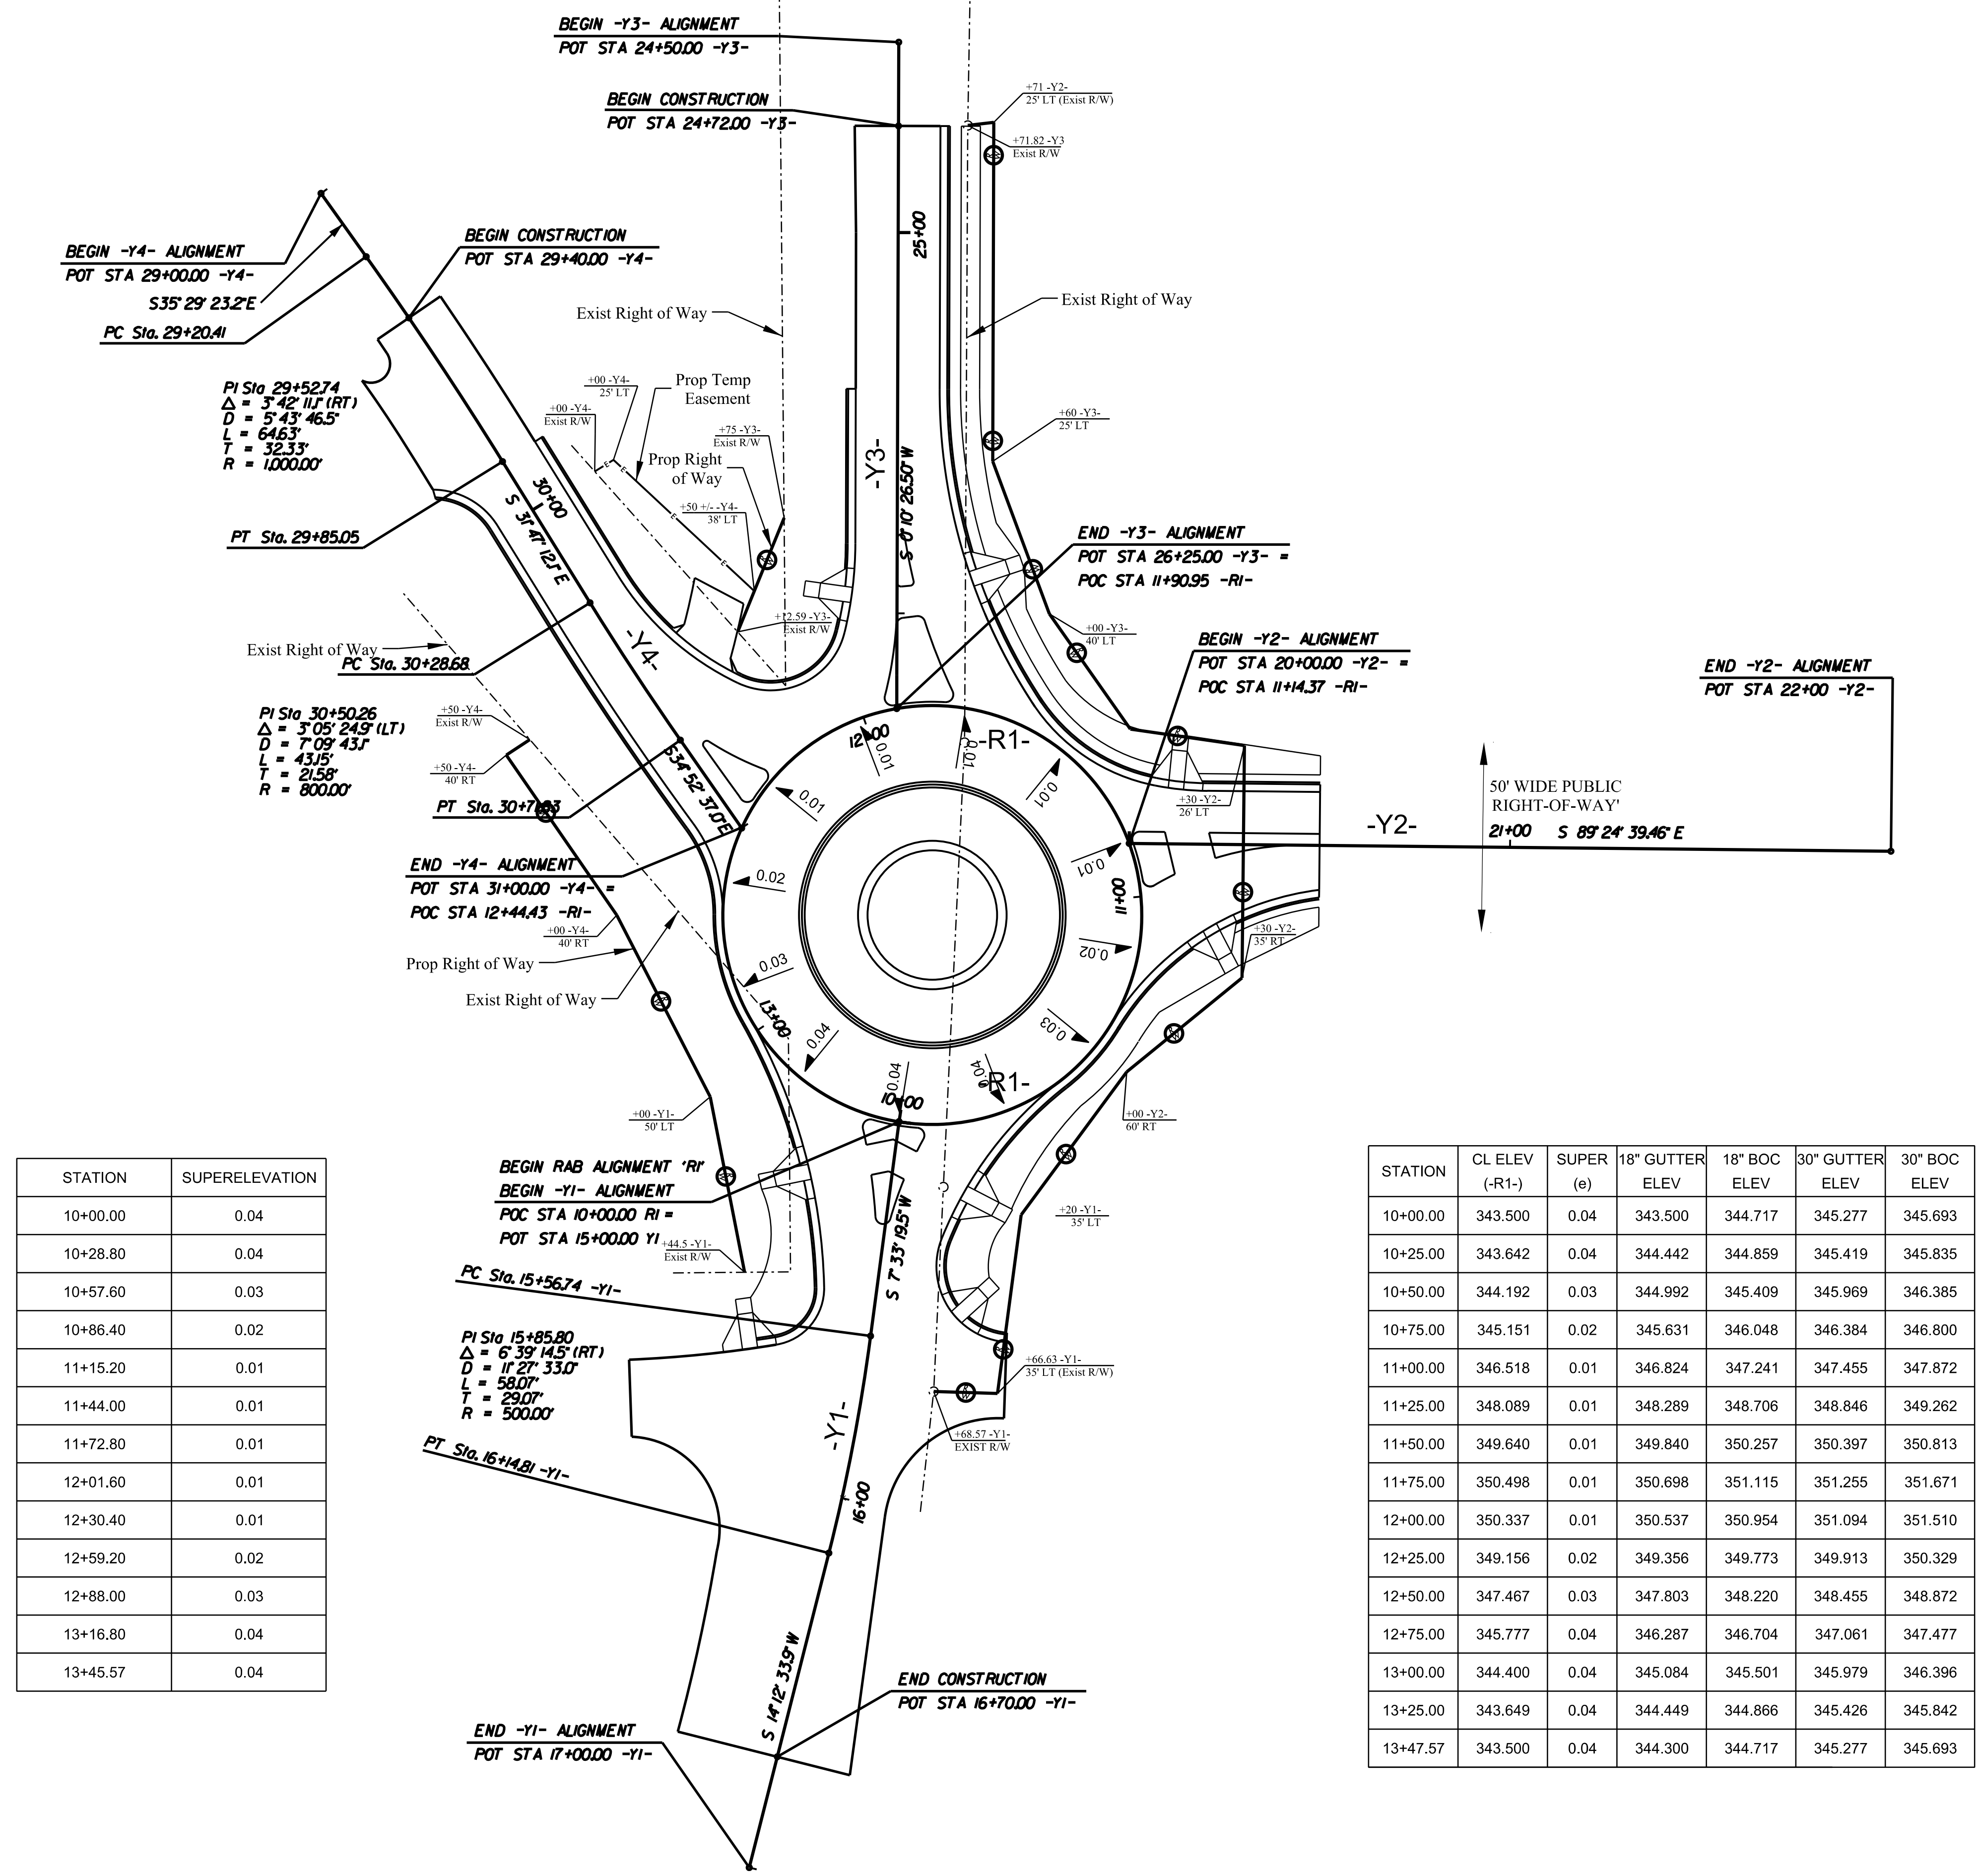 BEGIN -Y3- ALIGNMENT
POT STA 24+50.00 -Y3-
BEGIN CONSTRUCTION
POT STA 24+72.00 -Y3-
+71 -Y2-
25' LT (Exist R/W)
+71.82 -Y3
Exist R/W
25+00
BEGIN -Y4- ALIGNMENT
POT STA 29+00.00 -Y4-
S35° 29' 23.2"E
PC Sta. 29+20.41
BEGIN CONSTRUCTION
POT STA 29+40.00 -Y4-
Exist Right of Way
Exist Right of Way
PI Sta 29+52.74
Δ = 3° 42' 11.1" (RT)
D = 5° 43' 46.5"
L = 64.63'
T = 32.33'
R = 1,000.00'
+00 -Y4-
25' LT
Prop Temp
Easement
+00 -Y4-
Exist R/W
+75 -Y3-
Exist R/W
Prop Right
of Way
+50 +/- -Y4-
38' LT
E
E
E
E
+60 -Y3-
25' LT
-Y3-
S 0° 10' 26.50" W
30+00
S 31° 47' 12.1" E
PT Sta. 29+85.05
END -Y3- ALIGNMENT
POT STA 26+25.00 -Y3- =
POC STA 11+90.95 -R1-
+12.59 -Y3-
Exist R/W
+00 -Y3-
40' LT
Exist Right of Way
PC Sta. 30+28.68
-Y4-
BEGIN -Y2- ALIGNMENT
POT STA 20+00.00 -Y2- =
POC STA 11+14.37 -R1-
END -Y2- ALIGNMENT
POT STA 22+00 -Y2-
PI Sta 30+50.26
Δ = 3° 05' 24.9" (LT)
D = 7° 09' 43.1"
L = 43.15'
T = 21.58'
R = 800.00'
+50 -Y4-
Exist R/W
+50 -Y4-
40' RT
PT Sta. 30+71.83
S34° 52' 37.0"E
12+00
-R1-
0.01
0.01
0.01
0.01
0.01
+30 -Y2-
26' LT
50' WIDE PUBLIC
RIGHT-OF-WAY'
-Y2-
21+00 S 89° 24' 39.46" E
END -Y4- ALIGNMENT
POT STA 31+00.00 -Y4- =
POC STA 12+44.43 -R1-
0.02
11+00
0.02
+00 -Y4-
40' RT
+30 -Y2-
35' RT
Prop Right of Way
Exist Right of Way
0.03
13+00
0.04
0.03
0.04
0.04
-R1-
10+00
+00 -Y1-
50' LT
+00 -Y2-
60' RT
BEGIN RAB ALIGNMENT 'R1'
BEGIN -Y1- ALIGNMENT
POC STA 10+00.00 R1 =
POT STA 15+00.00 Y1
+44.5 -Y1-
Exist R/W
+20 -Y1-
35' LT
S 7° 33' 19.5" W
PC Sta. 15+56.74 -Y1-
PI Sta 15+85.80
Δ = 6° 39' 14.5" (RT)
D = 11° 27' 33.0"
L = 58.07'
T = 29.07'
R = 500.00'
+66.63 -Y1-
35' LT (Exist R/W)
+68.57 -Y1-
EXIST R/W
-Y1-
PT Sta. 16+14.81 -Y1-
16+00
S 14° 12' 33.9" W
END CONSTRUCTION
POT STA 16+70.00 -Y1-
END -Y1- ALIGNMENT
POT STA 17+00.00 -Y1-
STATION SUPERELEVATION
10+00.00 0.04
10+28.80 0.04
10+57.60 0.03
10+86.40 0.02
11+15.20 0.01
11+44.00 0.01
11+72.80 0.01
12+01.60 0.01
12+30.40 0.01
12+59.20 0.02
12+88.00 0.03
13+16.80 0.04
13+45.57 0.04
STATION CL ELEV (-R1-) SUPER (e) 18" GUTTER ELEV 18" BOC ELEV 30" GUTTER ELEV 30" BOC ELEV
10+00.00 343.500 0.04 343.500 344.717 345.277 345.693
10+25.00 343.642 0.04 344.442 344.859 345.419 345.835
10+50.00 344.192 0.03 344.992 345.409 345.969 346.385
10+75.00 345.151 0.02 345.631 346.048 346.384 346.800
11+00.00 346.518 0.01 346.824 347.241 347.455 347.872
11+25.00 348.089 0.01 348.289 348.706 348.846 349.262
11+50.00 349.640 0.01 349.840 350.257 350.397 350.813
11+75.00 350.498 0.01 350.698 351.115 351.255 351.671
12+00.00 350.337 0.01 350.537 350.954 351.094 351.510
12+25.00 349.156 0.02 349.356 349.773 349.913 350.329
12+50.00 347.467 0.03 347.803 348.220 348.455 348.872
12+75.00 345.777 0.04 346.287 346.704 347.061 347.477
13+00.00 344.400 0.04 345.084 345.501 345.979 346.396
13+25.00 343.649 0.04 344.449 344.866 345.426 345.842
13+47.57 343.500 0.04 344.300 344.717 345.277 345.693